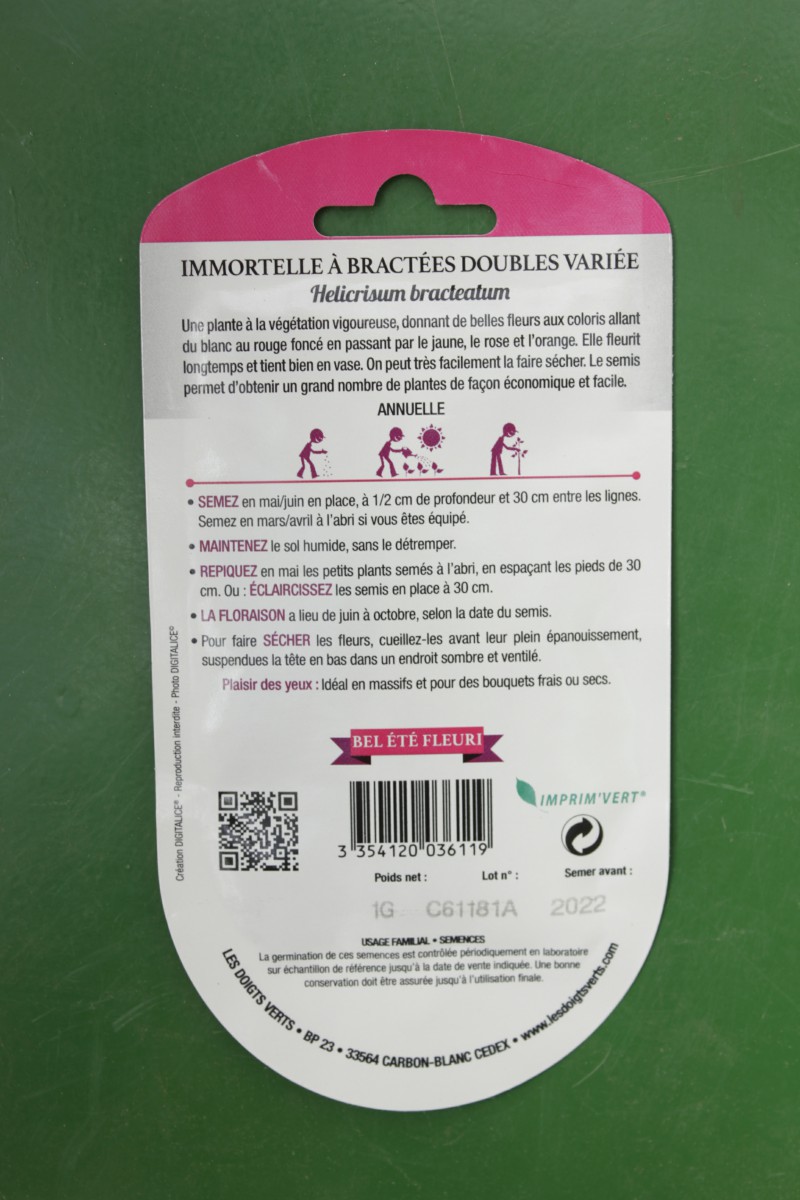 IMMORTELLE À BRACTÉES DOUBLES VARIÉE
Helicrisum bracteatum
Une plante à la végétation vigoureuse, donnant de belles fleurs aux coloris allant
du blanc au rouge foncé en passant par le jaune, le rose et l'orange. Elle fleurit
longtemps et tient bien en vase. On peut très facilement la faire sécher. Le semis
permet d'obtenir un grand nombre de plantes de façon économique et facile.
ANNUELLE
• SEMEZ en mai/juin en place, à 1/2 cm de profondeur et 30 cm entre les lignes.
Semez en mars/avril à l'abri si vous êtes équipé.
• MAINTENEZ le sol humide, sans le détremper.
• REPIQUEZ en mai les petits plants semés à l'abri, en espaçant les pieds de 30
cm. Ou : ÉCLAIRCISSEZ les semis en place à 30 cm.
• LA FLORAISON a lieu de juin à octobre, selon la date du semis.
• Pour faire SÉCHER les fleurs, cueillez-les avant leur plein épanouissement,
suspendues la tête en bas dans un endroit sombre et ventilé.
Plaisir des yeux : Idéal en massifs et pour des bouquets frais ou secs.
Création DIGITALICE® - Reproduction interdite - Photo DIGITALICE®
BEL ÉTÉ FLEURI
IMPRIM'VERT®
3 354120 036119
Poids net : Lot n° : Semer avant :
1G C61181A 2022
USAGE FAMILIAL • SEMENCES
La germination de ces semences est contrôlée périodiquement en laboratoire
sur échantillon de référence jusqu'à la date de vente indiquée. Une bonne
conservation doit être assurée jusqu'à l'utilisation finale.
LES DOIGTS VERTS • BP 23 • 33564 CARBON-BLANC CEDEX • www.lesdoigtsverts.com